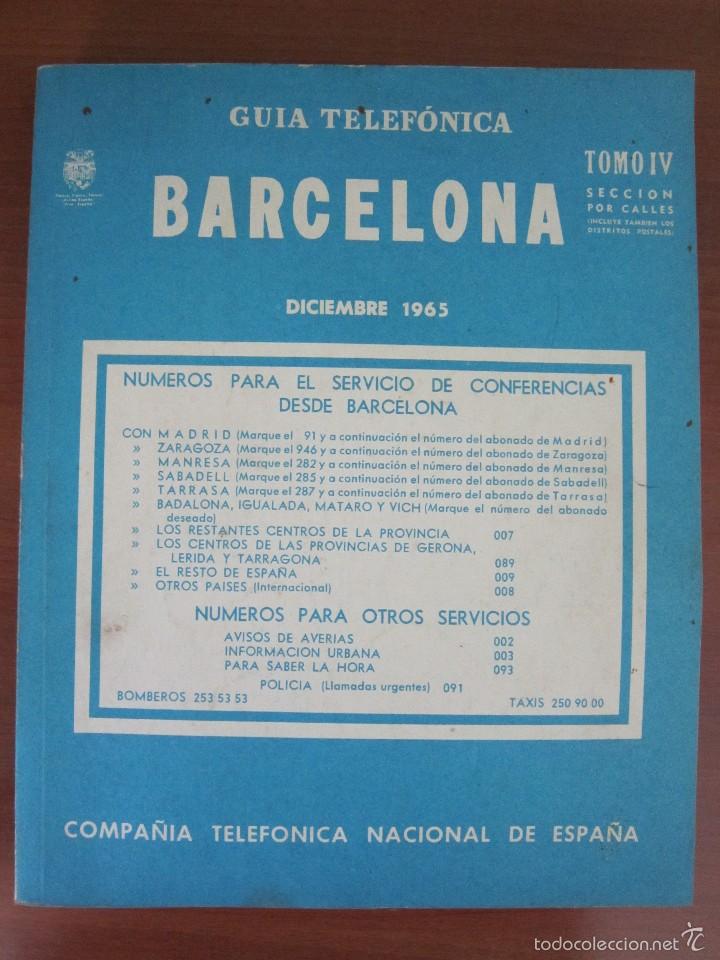 GUIA TELEFÓNICA
TOMO IV
BARCELONA
SECCION
POR CALLES
(INCLUYE TAMBIEN LOS
DISTRITOS POSTALES)
DICIEMBRE 1965
NUMEROS PARA EL SERVICIO DE CONFERENCIAS
DESDE BARCELONA
CON MADRID (Marque el 91 y a continuación el número del abonado de Madrid)
» ZARAGOZA (Marque el 946 y a continuación el número del abonado de Zaragoza)
» MANRESA (Marque el 282 y a continuación el número del abonado de Manresa)
» SABADELL (Marque el 285 y a continuación el número del abonado de Sabadell)
» TARRASA (Marque el 287 y a continuación el número del abonado de Tarrasa)
» BADALONA, IGUALADA, MATARO Y VICH (Marque el número del abonado
deseado)
» LOS RESTANTES CENTROS DE LA PROVINCIA 007
» LOS CENTROS DE LAS PROVINCIAS DE GERONA,
LERIDA Y TARRAGONA 089
» EL RESTO DE ESPAÑA 009
» OTROS PAISES (Internacional) 008
NUMEROS PARA OTROS SERVICIOS
AVISOS DE AVERIAS 002
INFORMACION URBANA 003
PARA SABER LA HORA 093
POLICIA (Llamadas urgentes) 091
BOMBEROS 253 53 53 TAXIS 250 90 00
COMPAÑIA TELEFONICA NACIONAL DE ESPAÑA
todocoleccion.net